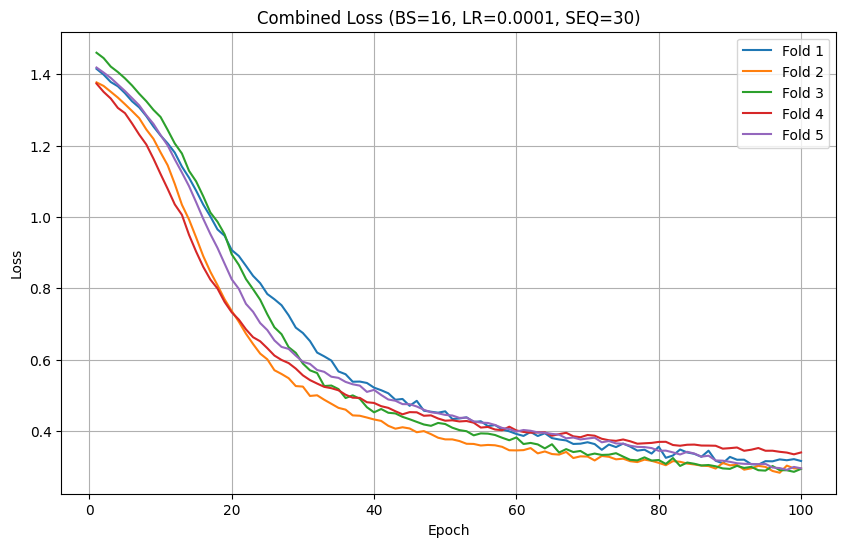 Combined Loss (BS=16, LR=0.0001, SEQ=30)
Fold 1
Fold 2
Fold 3
Fold 4
Fold 5
1.4
1.2
1.0
0.8
0.6
0.4
Loss
0 20 40 60 80 100
Epoch